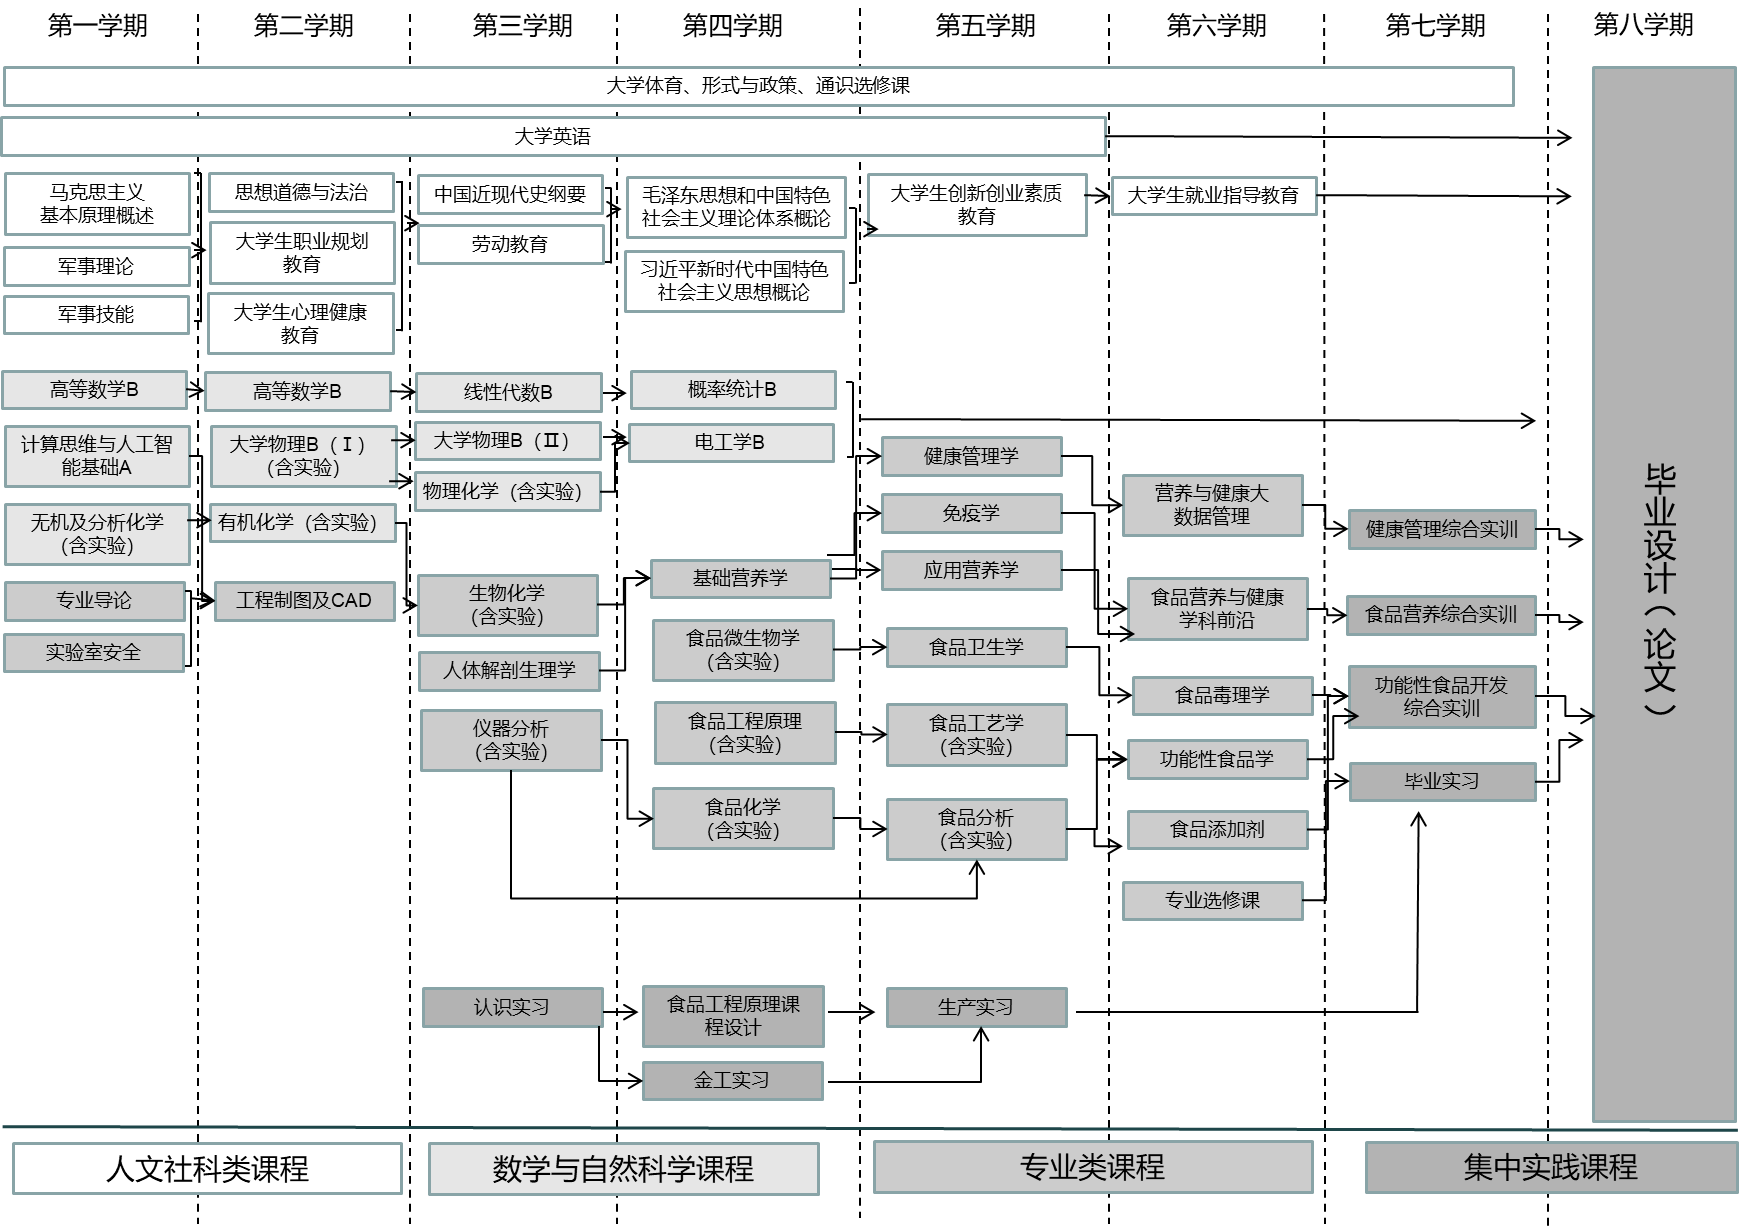 第一学期
第二学期
第三学期
第四学期
第五学期
第六学期
第七学期
第八学期
大学体育、形式与政策、通识选修课
大学英语
马克思主义
基本原理概述
军事理论
军事技能
思想道德与法治
大学生职业规划
教育
大学生心理健康
教育
中国近现代史纲要
劳动教育
毛泽东思想和中国特色
社会主义理论体系概论
习近平新时代中国特色
社会主义思想概论
大学生创新创业素质
教育
大学生就业指导教育
高等数学B
高等数学B
线性代数B
概率统计B
计算思维与人工智
能基础A
大学物理B（Ⅰ）
(含实验)
大学物理B（Ⅱ）
电工学B
物理化学（含实验）
无机及分析化学
(含实验)
有机化学（含实验）
专业导论
实验室安全
工程制图及CAD
生物化学
(含实验)
人体解剖生理学
仪器分析
(含实验)
基础营养学
食品微生物学
(含实验)
食品工程原理
(含实验)
食品化学
(含实验)
健康管理学
免疫学
应用营养学
食品卫生学
食品工艺学
(含实验)
食品分析
(含实验)
营养与健康大
数据管理
食品营养与健康
学科前沿
食品毒理学
功能性食品学
食品添加剂
专业选修课
健康管理综合实训
食品营养综合实训
功能性食品开发
综合实训
毕业实习
毕业设计（论文）
认识实习
食品工程原理课
程设计
金工实习
生产实习
人文社科类课程
数学与自然科学课程
专业类课程
集中实践课程